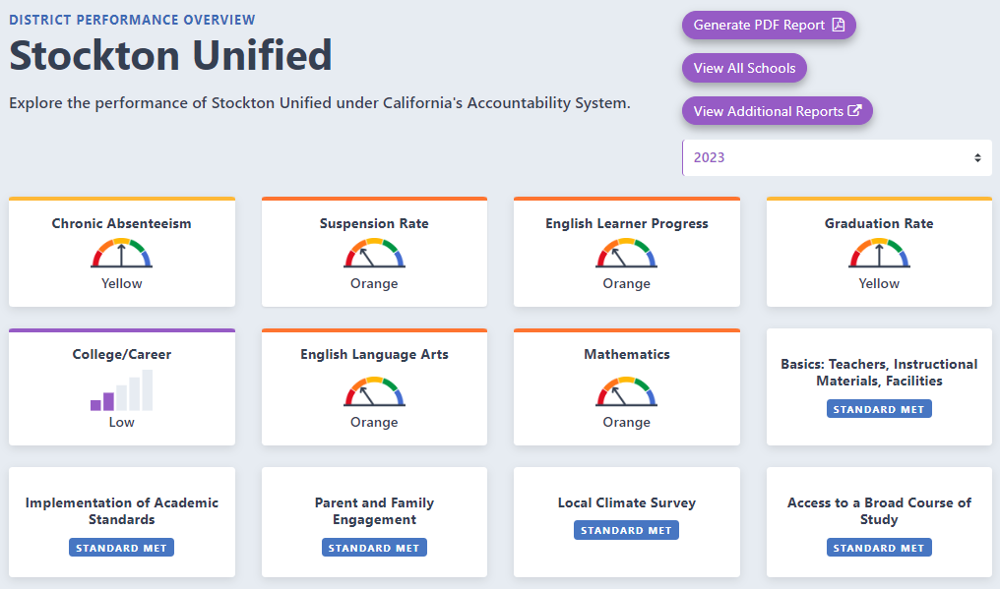 DISTRICT PERFORMANCE OVERVIEW
Stockton Unified
Explore the performance of Stockton Unified under California's Accountability System.
Generate PDF Report
View All Schools
View Additional Reports
2023
Chronic Absenteeism
Yellow
Suspension Rate
Orange
English Learner Progress
Orange
Graduation Rate
Yellow
College/Career
Low
English Language Arts
Orange
Mathematics
Orange
Basics: Teachers, Instructional
Materials, Facilities
STANDARD MET
Implementation of Academic
Standards
STANDARD MET
Parent and Family
Engagement
STANDARD MET
Local Climate Survey
STANDARD MET
Access to a Broad Course of
Study
STANDARD MET